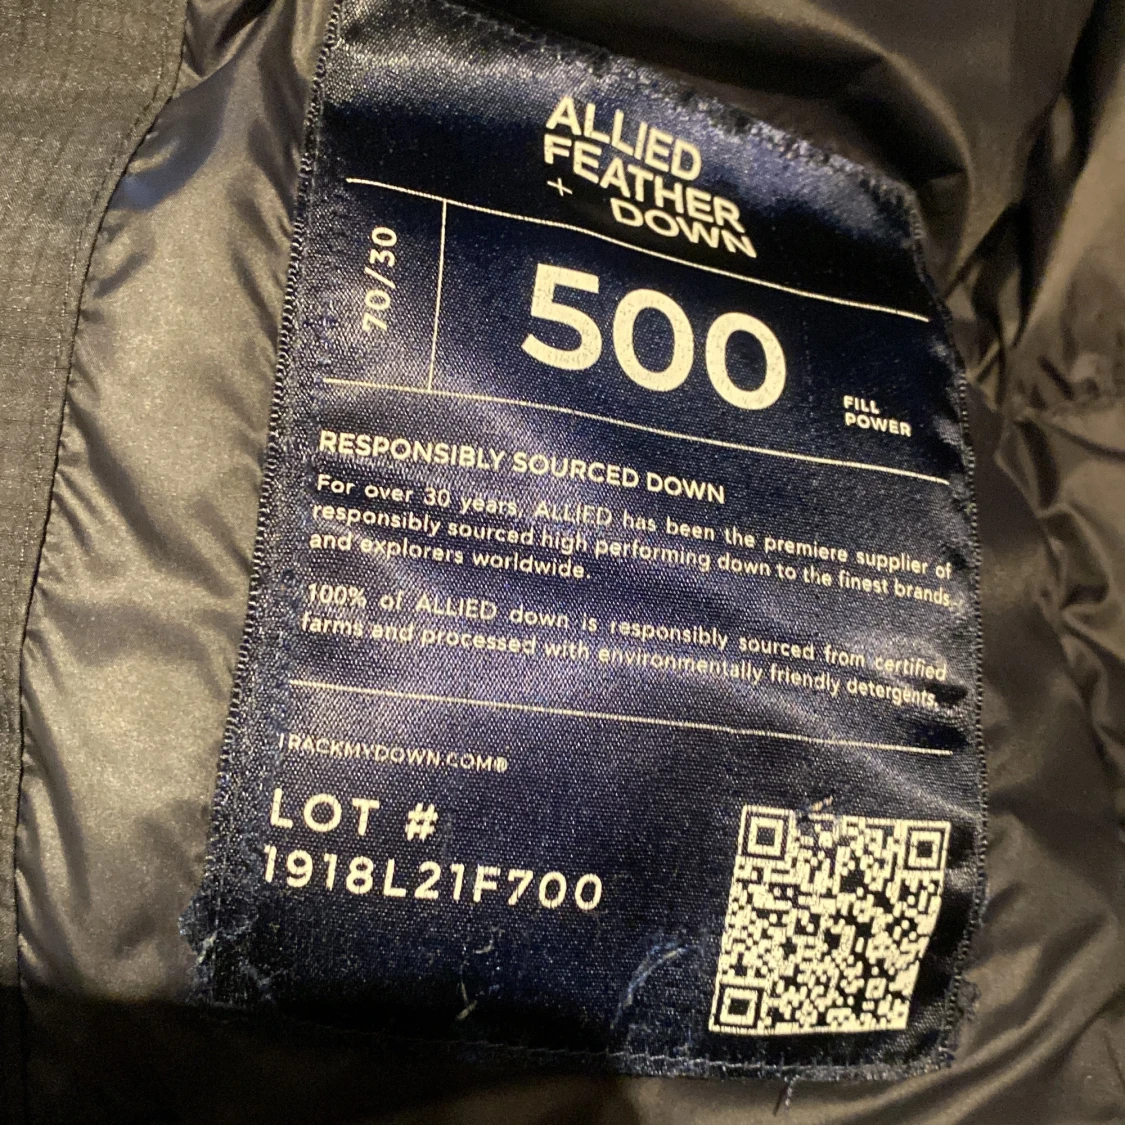 ALLIED
FEATHER
+ DOWN
70/30
500
FILL
POWER
RESPONSIBLY SOURCED DOWN
For over 30 years, ALLIED has been the premiere supplier of
responsibly sourced high performing down to the finest brands
and explorers worldwide.
100% of ALLIED down is responsibly sourced from certified
farms and processed with environmentally friendly detergents.
TRACKMYDOWN.COM®
LOT #
1918L21F700